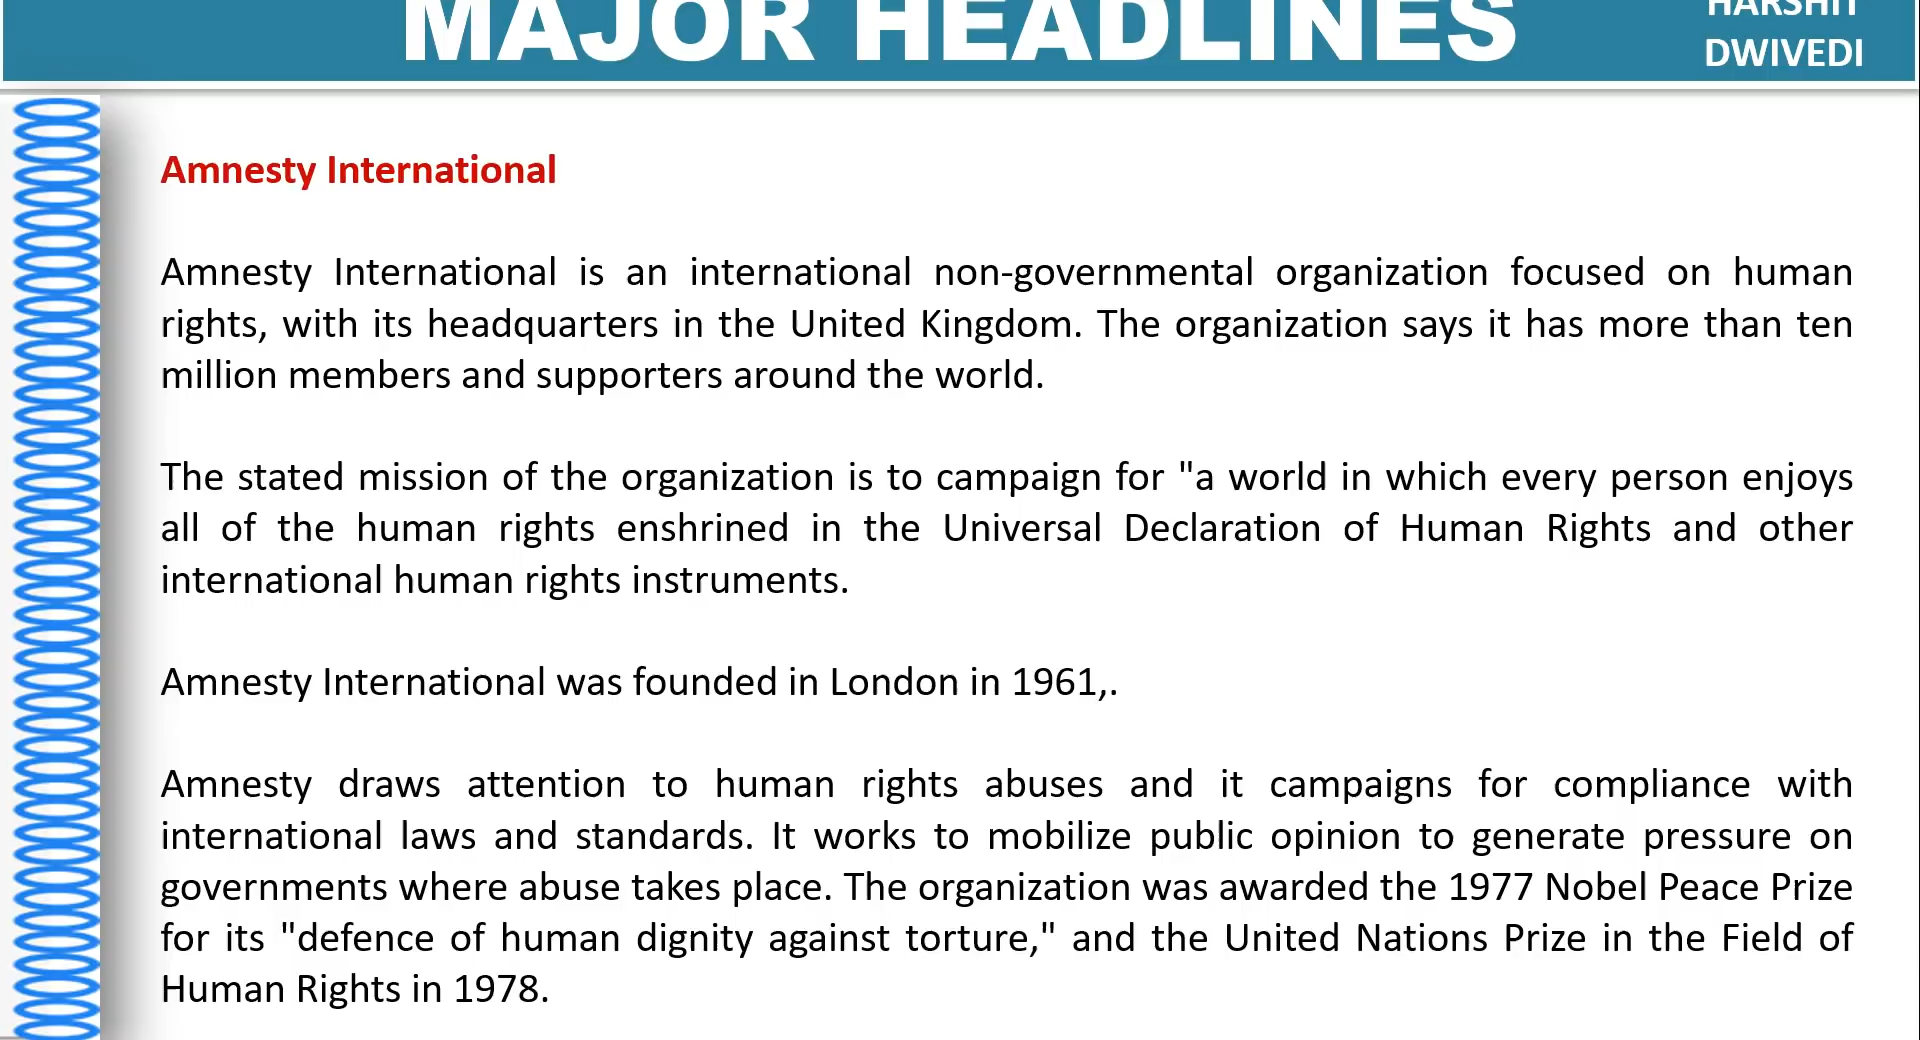 MAJOR HEADLINES
HARSHIT
DWIVEDI
Amnesty International
Amnesty International is an international non-governmental organization focused on human
rights, with its headquarters in the United Kingdom. The organization says it has more than ten
million members and supporters around the world.
The stated mission of the organization is to campaign for "a world in which every person enjoys
all of the human rights enshrined in the Universal Declaration of Human Rights and other
international human rights instruments.
Amnesty International was founded in London in 1961,.
Amnesty draws attention to human rights abuses and it campaigns for compliance with
international laws and standards. It works to mobilize public opinion to generate pressure on
governments where abuse takes place. The organization was awarded the 1977 Nobel Peace Prize
for its "defence of human dignity against torture," and the United Nations Prize in the Field of
Human Rights in 1978.